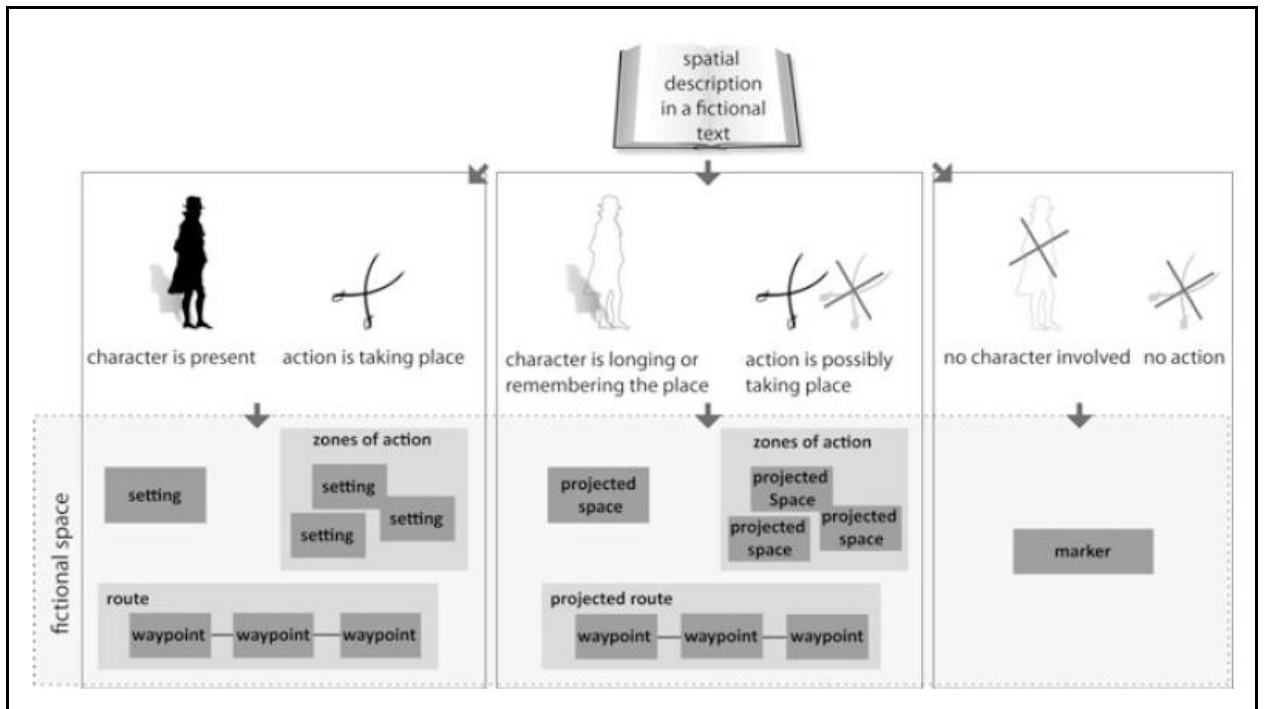 spatial
description
in a fictional
text
character is present
action is taking place
character is longing or
remembering the place
action is possibly
taking place
no character involved
no action
fictional space
zones of action
setting
setting
setting
setting
route
waypoint
waypoint
waypoint
zones of action
projected
space
projected
Space
projected
space
projected
space
projected route
waypoint
waypoint
waypoint
marker